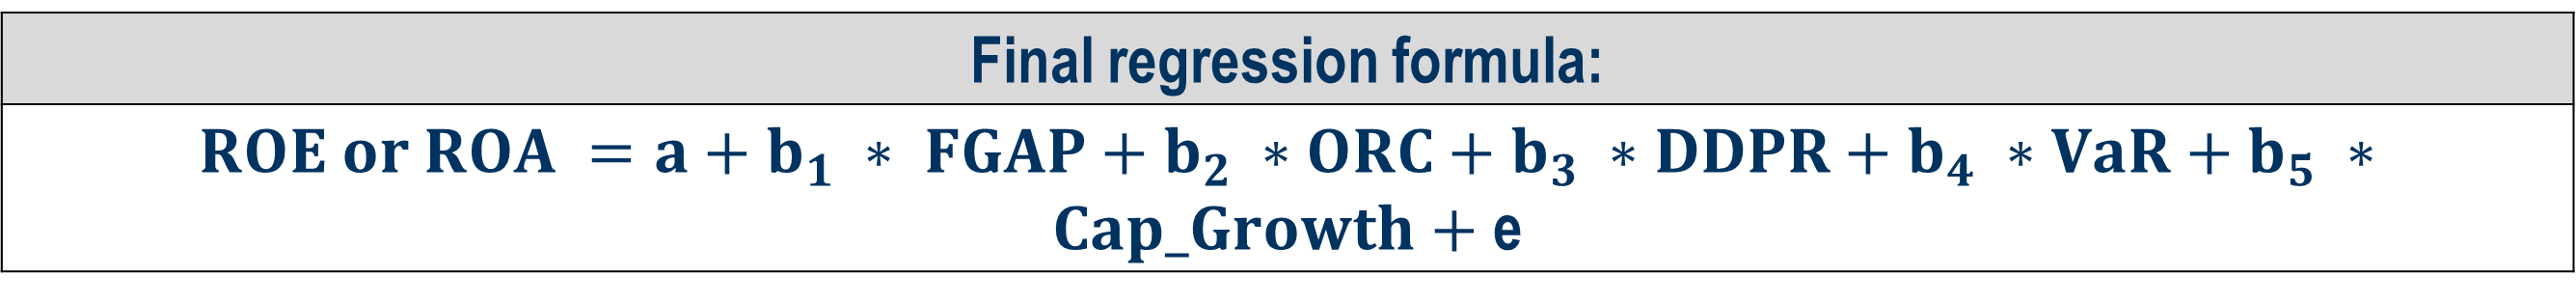 Final regression formula:
ROE or ROA = a + b₁ * FGAP + b₂ * ORC + b₃ * DDPR + b₄ * VaR + b₅ *
Cap_Growth + e